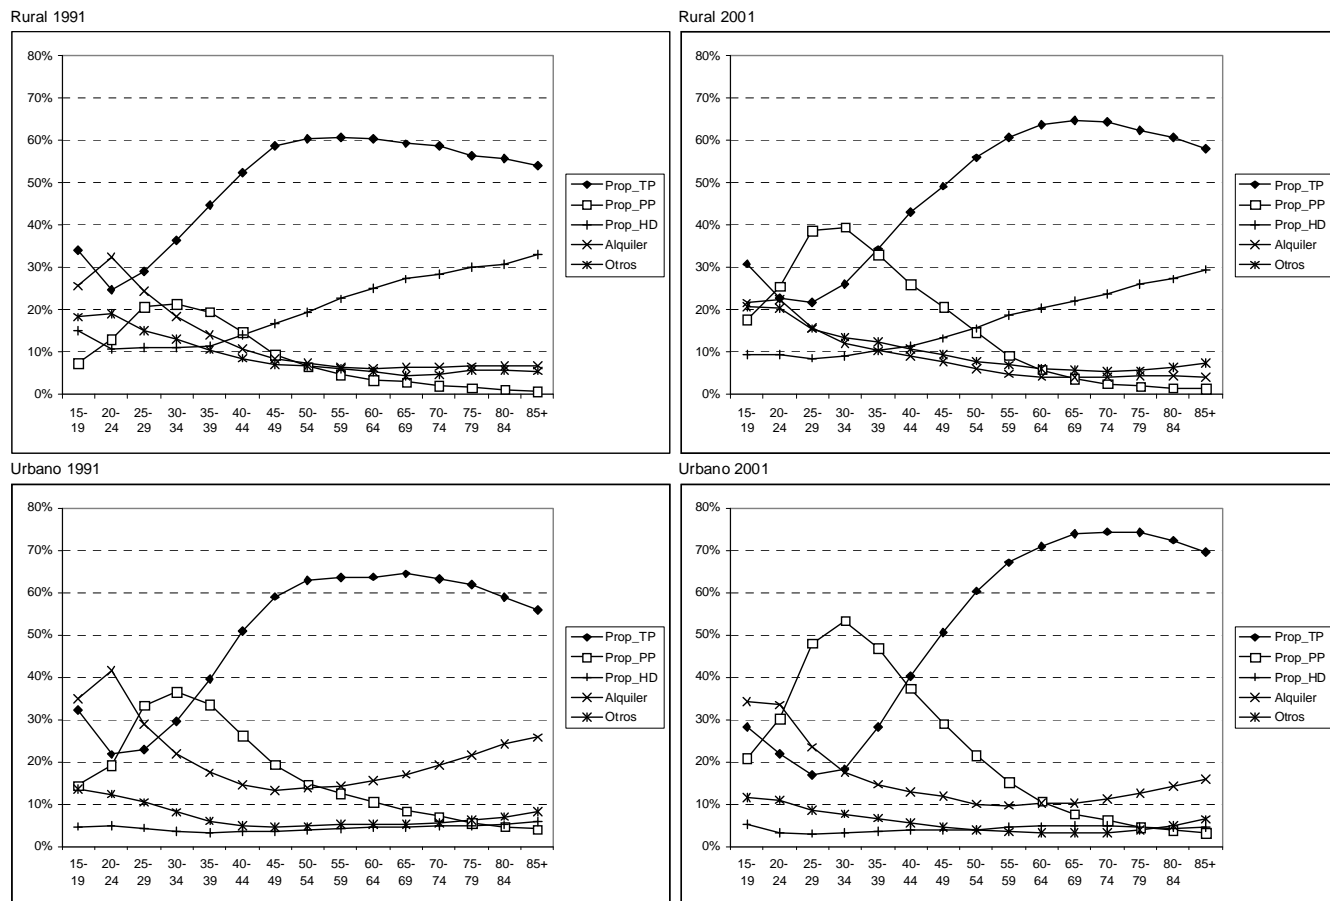 Rural 1991
80%
70%
60%
50%
40%
30%
20%
10%
0%
15- 20- 25- 30- 35- 40- 45- 50- 55- 60- 65- 70- 75- 80- 85+
19 24 29 34 39 44 49 54 59 64 69 74 79 84
Prop_TP
Prop_PP
Prop_HD
Alquiler
Otros
Rural 2001
80%
70%
60%
50%
40%
30%
20%
10%
0%
15- 20- 25- 30- 35- 40- 45- 50- 55- 60- 65- 70- 75- 80- 85+
19 24 29 34 39 44 49 54 59 64 69 74 79 84
Prop_TP
Prop_PP
Prop_HD
Alquiler
Otros
Urbano 1991
80%
70%
60%
50%
40%
30%
20%
10%
0%
15- 20- 25- 30- 35- 40- 45- 50- 55- 60- 65- 70- 75- 80- 85+
19 24 29 34 39 44 49 54 59 64 69 74 79 84
Prop_TP
Prop_PP
Prop_HD
Alquiler
Otros
Urbano 2001
80%
70%
60%
50%
40%
30%
20%
10%
0%
15- 20- 25- 30- 35- 40- 45- 50- 55- 60- 65- 70- 75- 80- 85+
19 24 29 34 39 44 49 54 59 64 69 74 79 84
Prop_TP
Prop_PP
Prop_HD
Alquiler
Otros